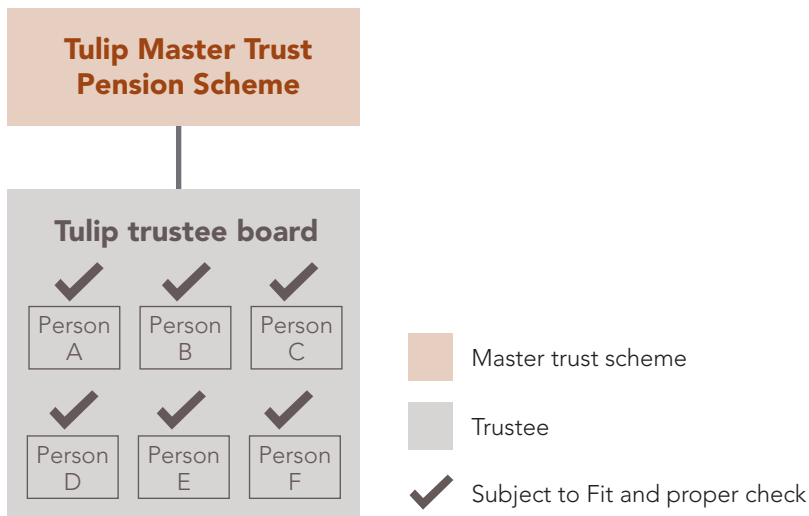 Tulip Master Trust
Pension Scheme
Tulip trustee board
Person
A
Person
B
Person
C
Person
D
Person
E
Person
F
Master trust scheme
Trustee
Subject to Fit and proper check